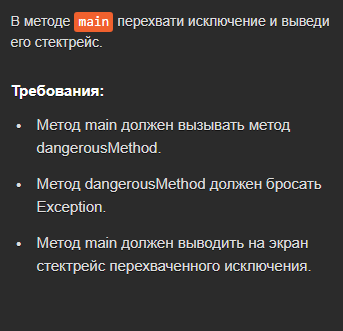 В методе main перехвати исключение и выведи
его стектрейс.
Требования:
• Метод main должен вызывать метод
dangerousMethod.
• Метод dangerousMethod должен бросать
Exception.
• Метод main должен выводить на экран
стектрейс перехваченного исключения.